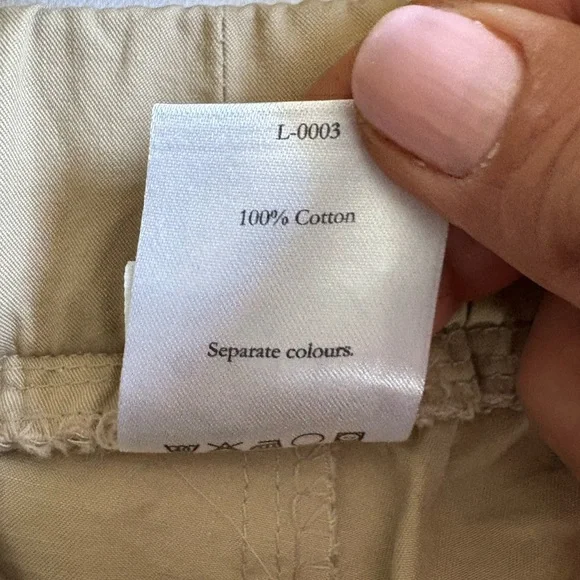 L-0003
100% Cotton
Separate colours.